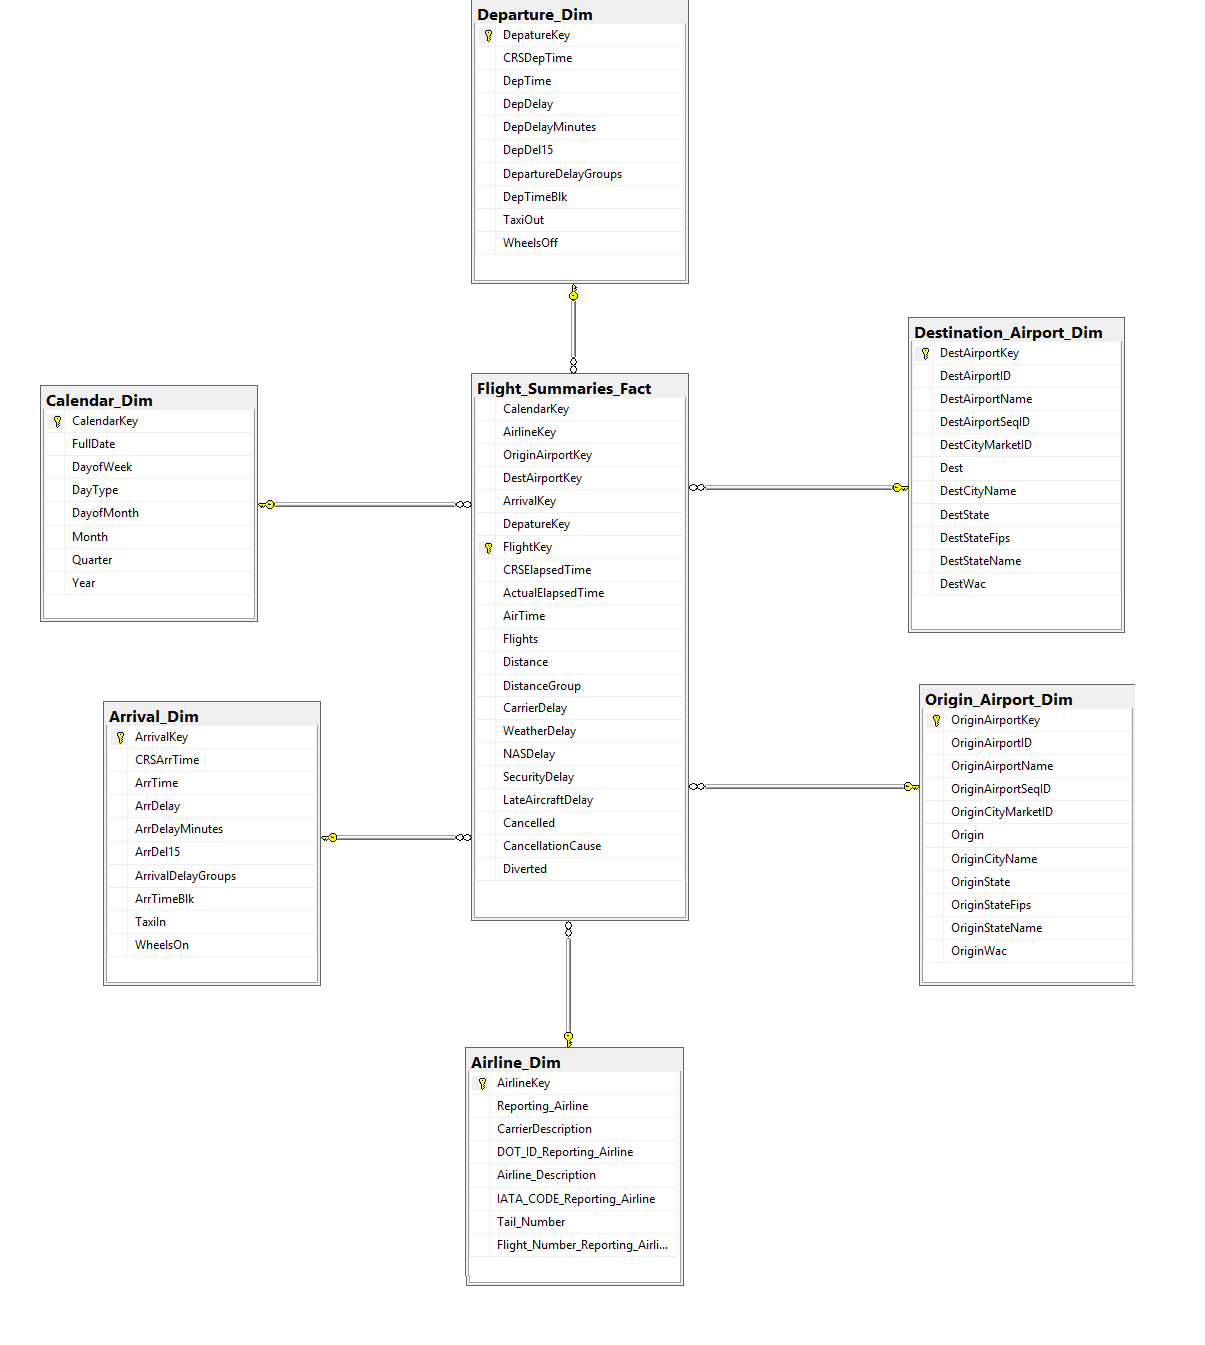 Departure_Dim
DepatureKey
CRSDepTime
DepTime
DepDelay
DepDelayMinutes
DepDel15
DepartureDelayGroups
DepTimeBlk
TaxiOut
WheelsOff
Destination_Airport_Dim
DestAirportKey
DestAirportID
DestAirportName
DestAirportSeqID
DestCityMarketID
Dest
DestCityName
DestState
DestStateFips
DestStateName
DestWac
Flight_Summaries_Fact
CalendarKey
AirlineKey
OriginAirportKey
DestAirportKey
ArrivalKey
DepatureKey
FlightKey
CRSElapsedTime
ActualElapsedTime
AirTime
Flights
Distance
DistanceGroup
CarrierDelay
WeatherDelay
NASDelay
SecurityDelay
LateAircraftDelay
Cancelled
CancellationCause
Diverted
Calendar_Dim
CalendarKey
FullDate
DayofWeek
DayType
DayofMonth
Month
Quarter
Year
Origin_Airport_Dim
OriginAirportKey
OriginAirportID
OriginAirportName
OriginAirportSeqID
OriginCityMarketID
Origin
OriginCityName
OriginState
OriginStateFips
OriginStateName
OriginWac
Arrival_Dim
ArrivalKey
CRSArrTime
ArrTime
ArrDelay
ArrDelayMinutes
ArrDel15
ArrivalDelayGroups
ArrTimeBlk
TaxiIn
WheelsOn
Airline_Dim
AirlineKey
Reporting_Airline
CarrierDescription
DOT_ID_Reporting_Airline
Airline_Description
IATA_CODE_Reporting_Airline
Tail_Number
Flight_Number_Reporting_Airli...